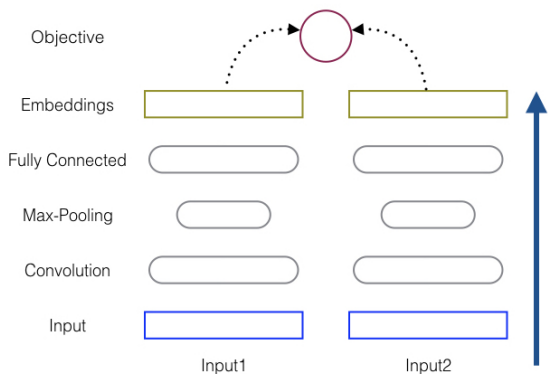 Objective
Embeddings
Fully Connected
Max-Pooling
Convolution
Input
Input1 Input2